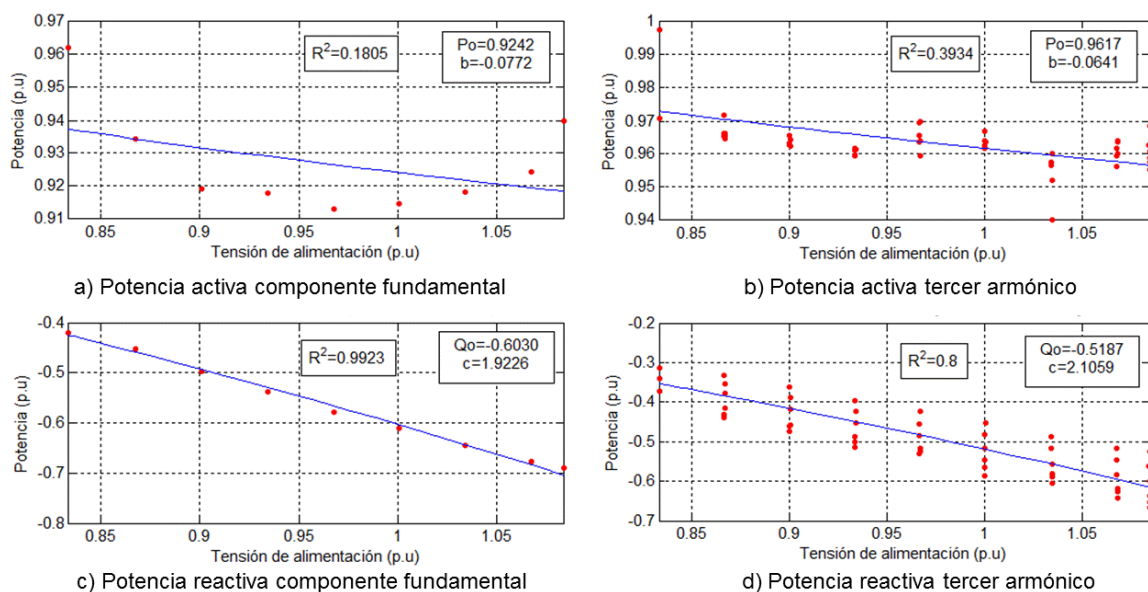 0.97
0.96
0.95
0.94
0.93
0.92
0.91
Potencia (p.u)
R²=0.1805
Po=0.9242
b=-0.0772
0.85
0.9
0.95
1
1.05
Tensión de alimentación (p.u)
a) Potencia activa componente fundamental
1
0.99
0.98
0.97
0.96
0.95
0.94
Potencia (p.u)
R²=0.3934
Po=0.9617
b=-0.0641
0.85
0.9
0.95
1
1.05
Tensión de alimentación (p.u)
b) Potencia activa tercer armónico
-0.4
-0.5
-0.6
-0.7
-0.8
Potencia (p.u)
R²=0.9923
Qo=-0.6030
c=1.9226
0.85
0.9
0.95
1
1.05
Tensión de alimentación (p.u)
c) Potencia reactiva componente fundamental
-0.2
-0.3
-0.4
-0.5
-0.6
-0.7
Potencia (p.u)
R²=0.8
Qo=-0.5187
c=2.1059
0.85
0.9
0.95
1
1.05
Tensión de alimentación (p.u)
d) Potencia reactiva tercer armónico